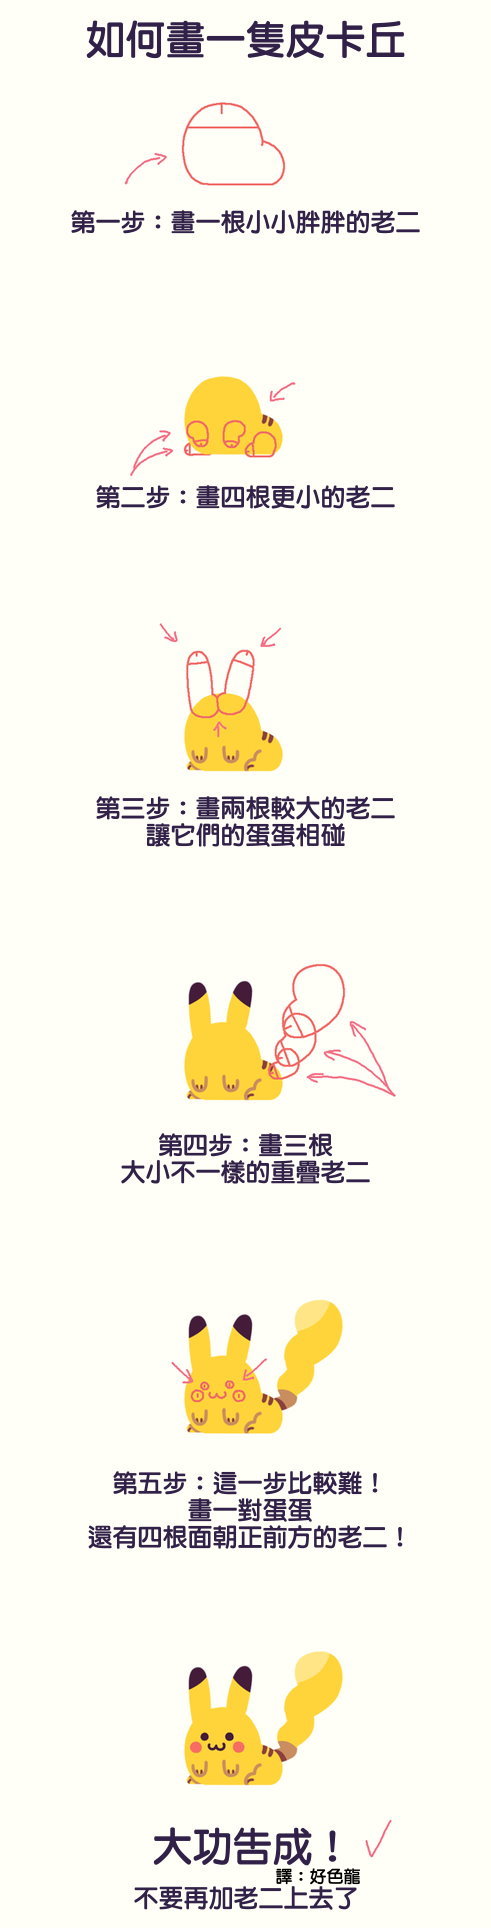 如何畫一隻皮卡丘
第一步：畫一根小小胖胖的老二
第二步：畫四根更小的老二
第三步：畫兩根較大的老二
讓它們的蛋蛋相碰
第四步：畫三根
大小不一樣的重疊老二
第五步：這一步比較難！
畫一對蛋蛋
還有四根面朝正前方的老二！
大功告成！
譯：好色龍
不要再加老二上去了